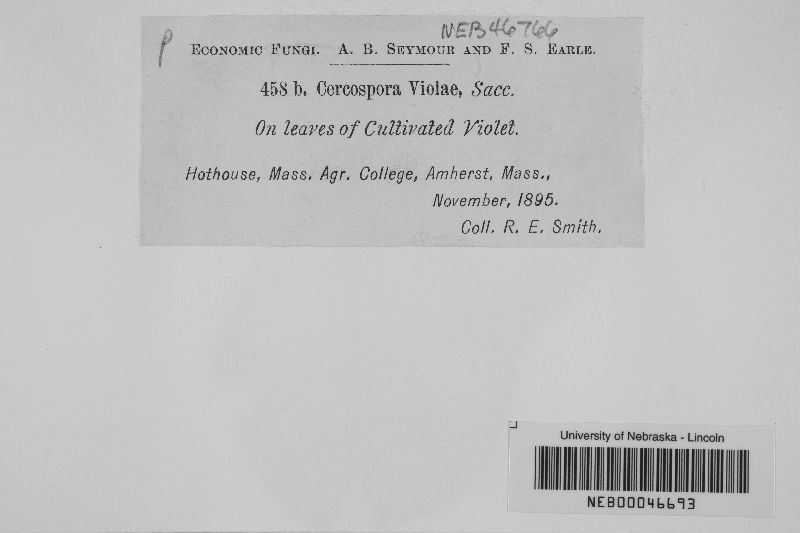 NEB46766
P
ECONOMIC FUNGI. A. B. SEYMOUR AND F. S. EARLE.
458 b. Cercospora Violae, Sacc.
On leaves of Cultivated Violet.
Hothouse, Mass. Agr. College, Amherst, Mass.,
November, 1895.
Coll. R. E. Smith.
University of Nebraska - Lincoln
NEB00046693